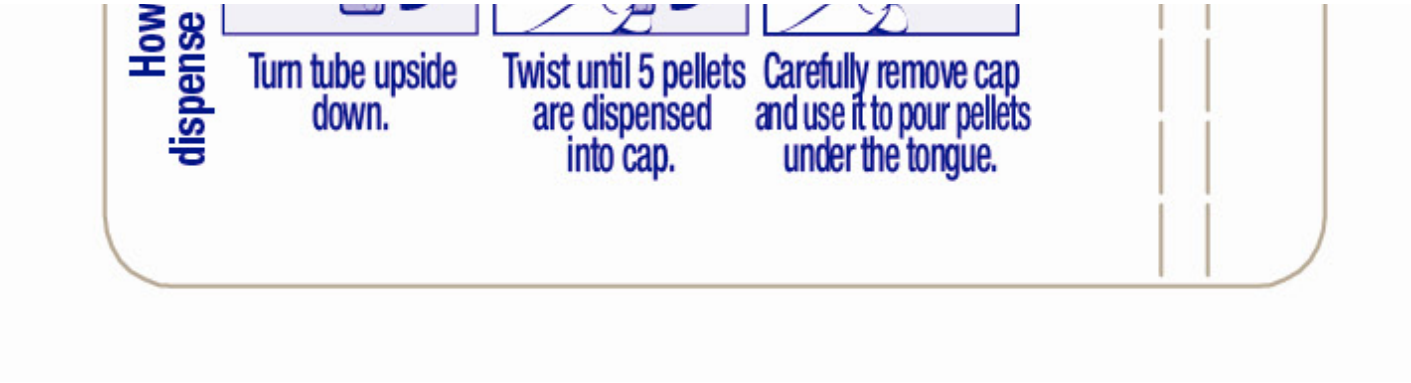 How
dispense
Turn tube upside
down.
Twist until 5 pellets
are dispensed
into cap.
Carefully remove cap
and use it to pour pellets
under the tongue.